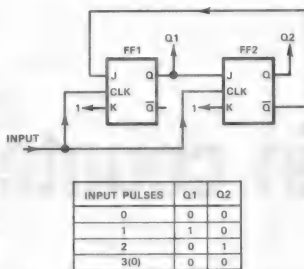 Q1 Q2
FF1 FF2
J Q J Q
CLK CLK
1 K Q 1 K Q
INPUT
INPUT PULSES Q1 Q2
0 0 0
1 1 0
2 0 1
3(0) 0 0